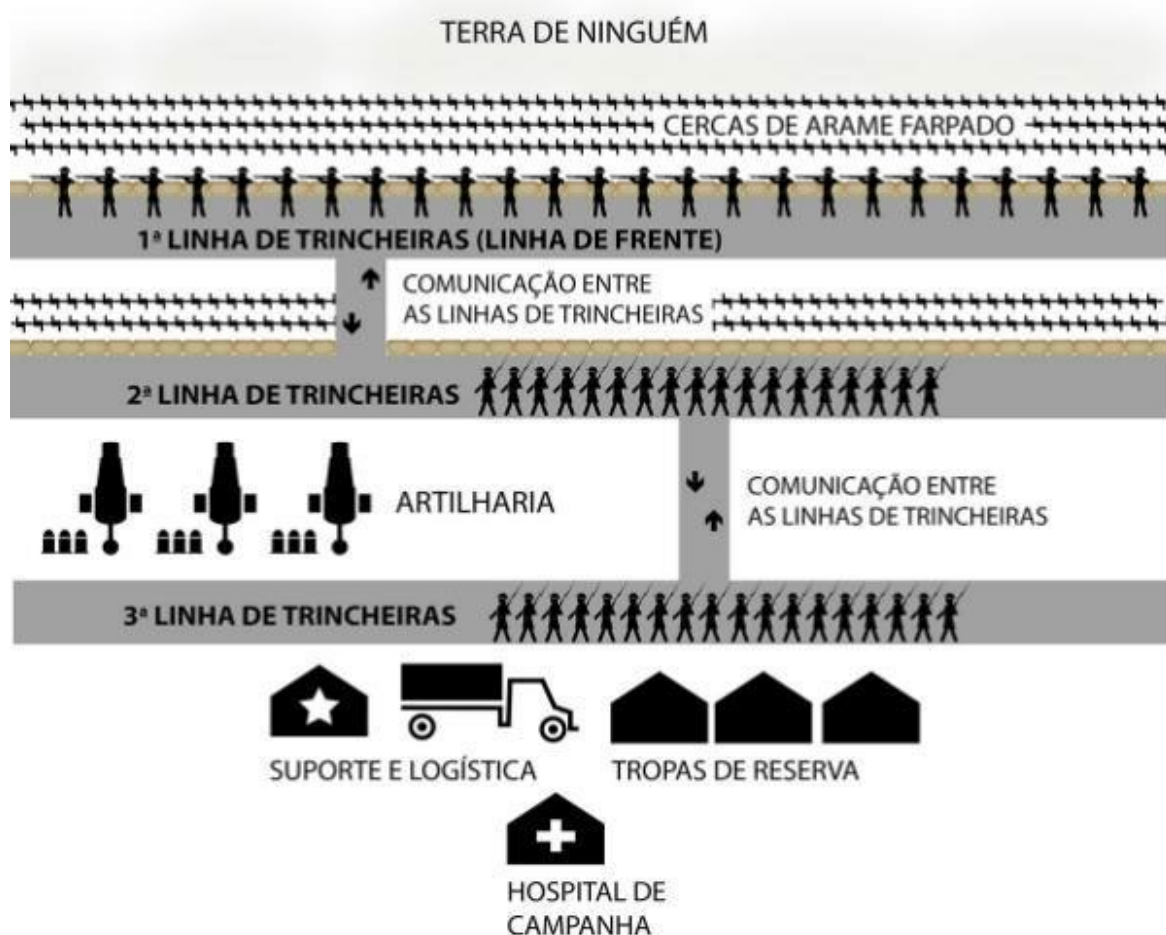 TERRA DE NINGUÉM
CERCAS DE ARAME FARPADO
1ª LINHA DE TRINCHEIRAS (LINHA DE FRENTE)
COMUNICAÇÃO ENTRE
AS LINHAS DE TRINCHEIRAS
2ª LINHA DE TRINCHEIRAS
ARTILHARIA
COMUNICAÇÃO ENTRE
AS LINHAS DE TRINCHEIRAS
3ª LINHA DE TRINCHEIRAS
SUPORTE E LOGÍSTICA
TROPAS DE RESERVA
HOSPITAL DE
CAMPANHA